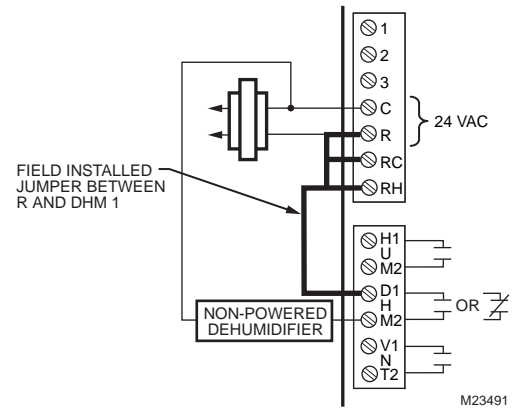 1
2
3
C
R
24 VAC
RC
RH
FIELD INSTALLED
JUMPER BETWEEN
R AND DHM 1
H1
U
M2
D1
H
M2
OR
NON-POWERED
DEHUMIDIFIER
V1
N
T2
M23491